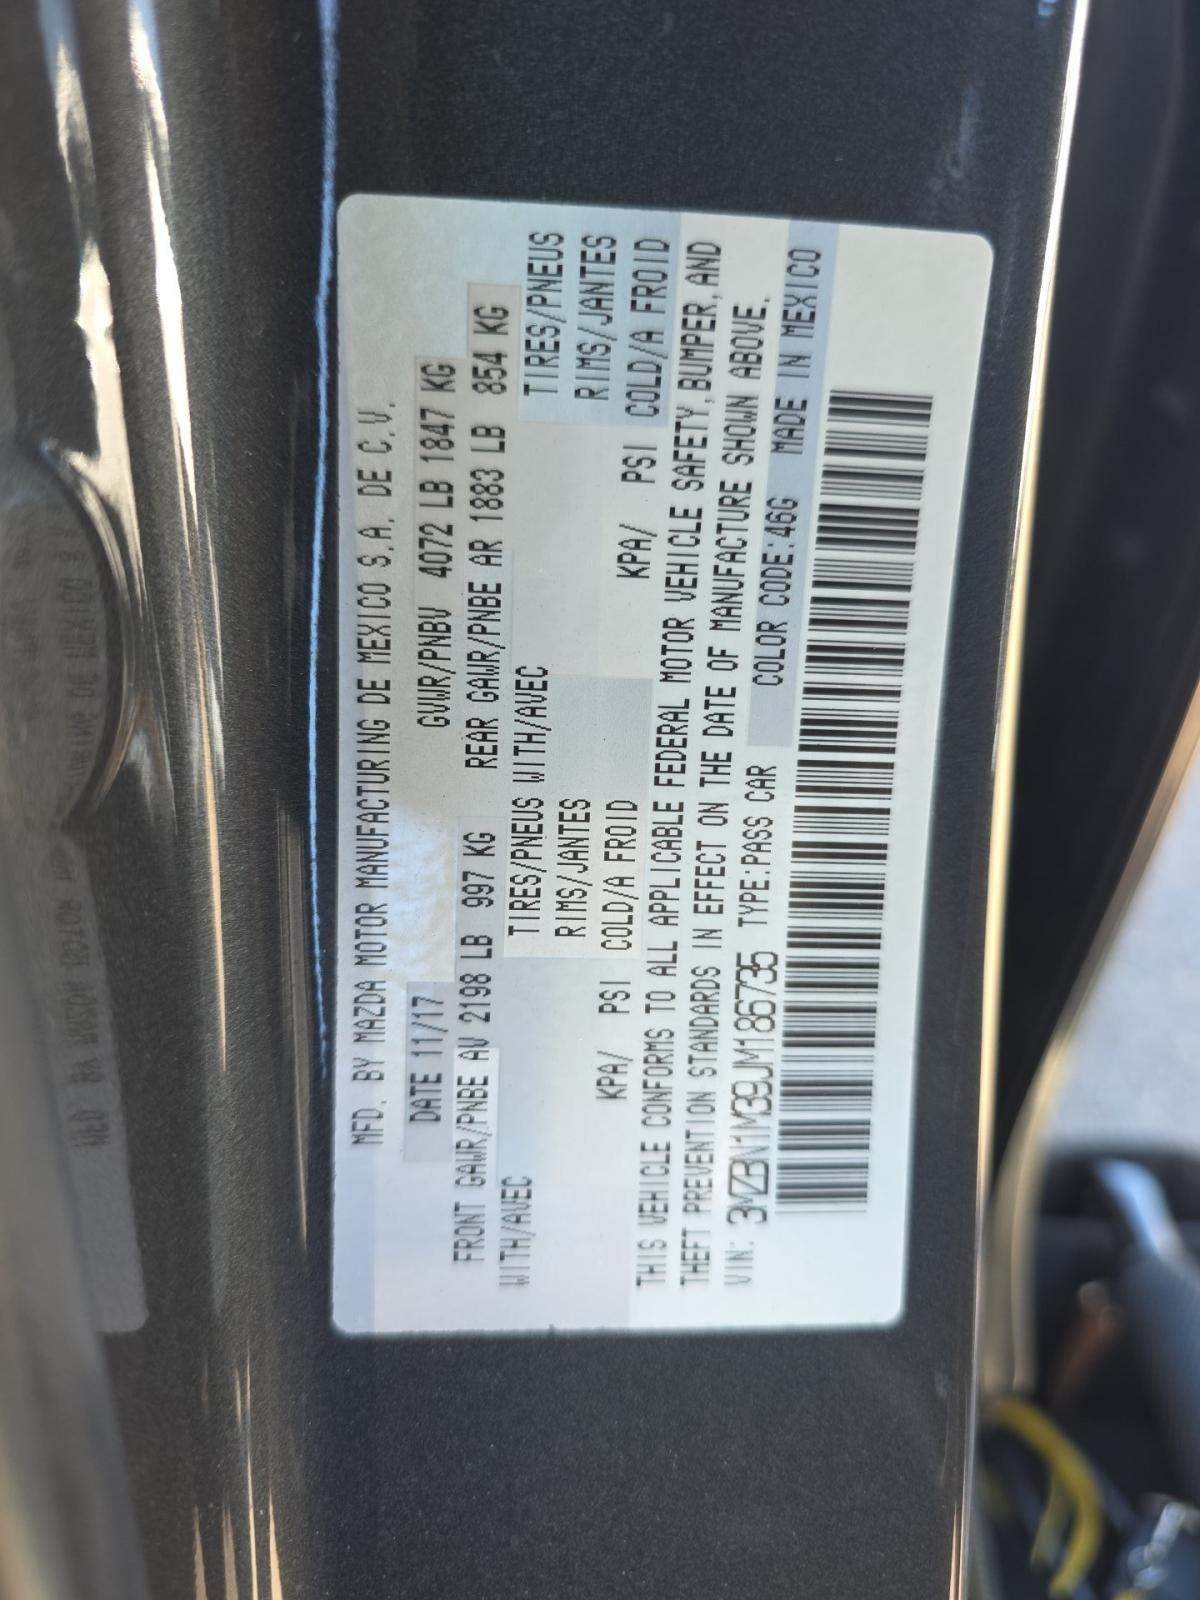 MFD. BY MAZDA MOTOR MANUFACTURING DE MEXICO S.A. DE C.V.
DATE 11/17 GVWR/PNBV 4072 LB 1847 KG
FRONT GAWR/PNBE AV 2198 LB 997 KG REAR GAWR/PNBE AR 1883 LB 854 KG
WITH/AVEC TIRES/PNEUS WITH/AVEC TIRES/PNEUS
RIMS/JANTES RIMS/JANTES
KPA/ PSI COLD/A FROID KPA/ PSI COLD/A FROID
THIS VEHICLE CONFORMS TO ALL APPLICABLE FEDERAL MOTOR VEHICLE SAFETY, BUMPER, AND
THEFT PREVENTION STANDARDS IN EFFECT ON THE DATE OF MANUFACTURE SHOWN ABOVE.
VIN: 3MZBN1M39JM186735 TYPE:PASS CAR COLOR CODE:46G MADE IN MEXICO